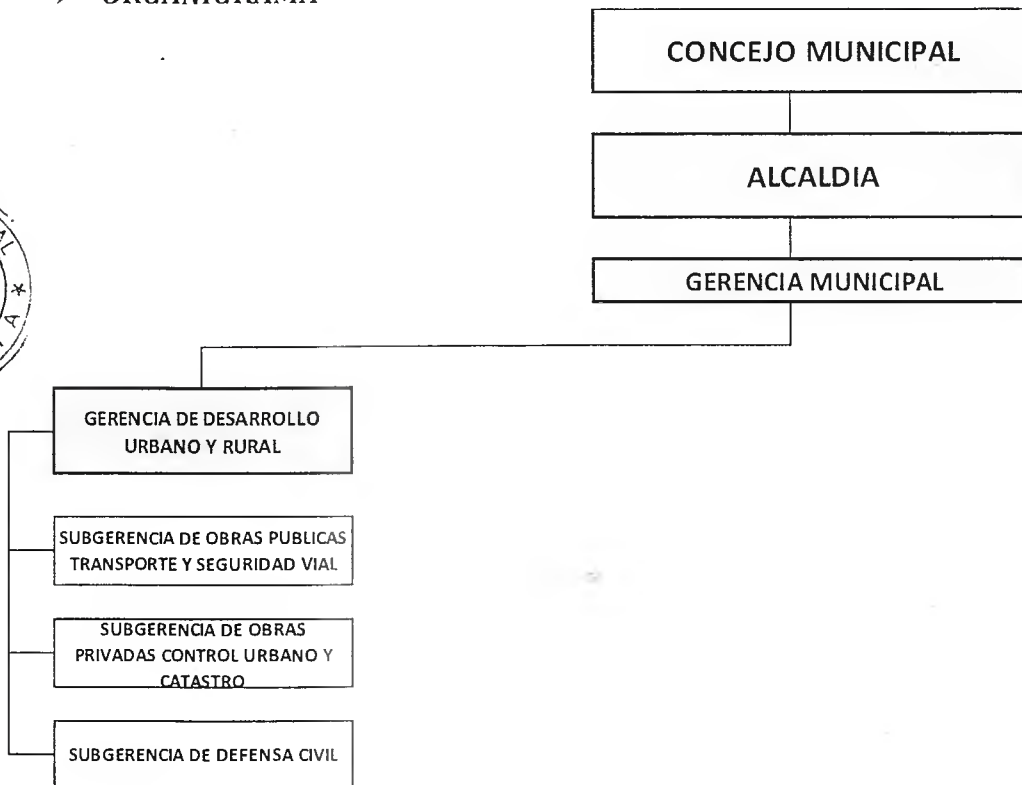 ORGANIGRAMA
CONCEJO MUNICIPAL
ALCALDIA
GERENCIA MUNICIPAL
GERENCIA DE DESARROLLO
URBANO Y RURAL
SUBGERENCIA DE OBRAS PUBLICAS
TRANSPORTE Y SEGURIDAD VIAL
SUBGERENCIA DE OBRAS
PRIVADAS CONTROL URBANO Y
CATASTRO
SUBGERENCIA DE DEFENSA CIVIL